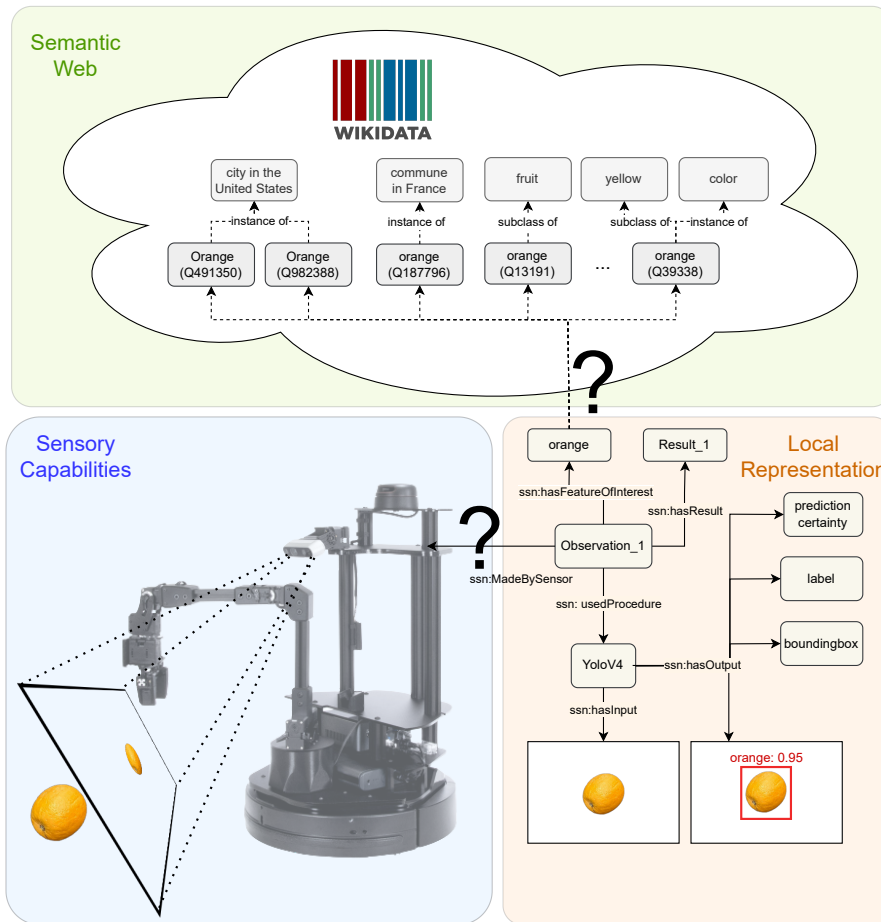 Semantic
Web
WIKIDATA
city in the
United States
commune
in France
fruit
yellow
color
instance of
instance of
subclass of
subclass of
instance of
Orange
(Q491350)
Orange
(Q982388)
orange
(Q187796)
orange
(Q13191)
...
orange
(Q39338)
?
Sensory
Capabilities
?
Local
Representation
orange
Result_1
ssn:hasFeatureOfInterest
ssn:hasResult
prediction
certainty
Observation_1
ssn:MadeBySensor
label
ssn: usedProcedure
boundingbox
YoloV4
ssn:hasOutput
ssn:hasInput
orange: 0.95